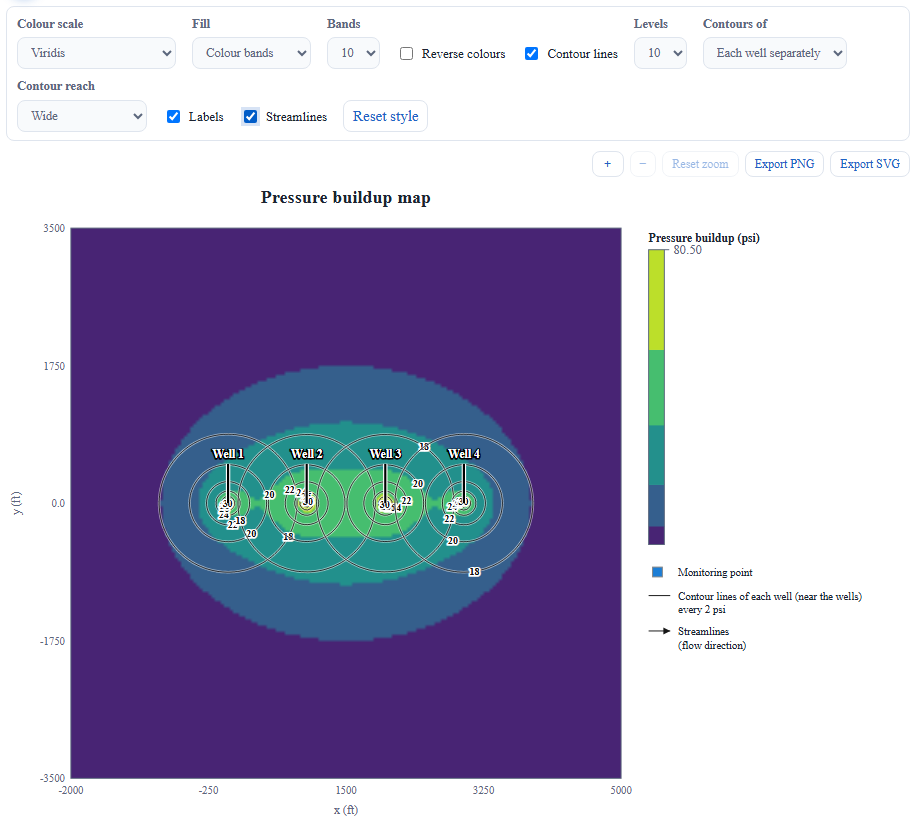 Colour scale
Fill
Bands
Levels
Contours of
Viridis
Colour bands
10
Reverse colours
Contour lines
10
Each well separately
Contour reach
Wide
Labels
Streamlines
Reset style
+
−
Reset zoom
Export PNG
Export SVG
Pressure buildup map
Pressure buildup (psi)
80.50
3500
1750
0.0
-1750
-3500
y (ft)
18
Well 1
Well 2
Well 3
Well 4
20
22
20
22
30
30
30
30
24
22
18
20
18
22
20
18
-2000
-250
1500
3250
5000
x (ft)
Monitoring point
Contour lines of each well (near the wells)
every 2 psi
Streamlines
(flow direction)